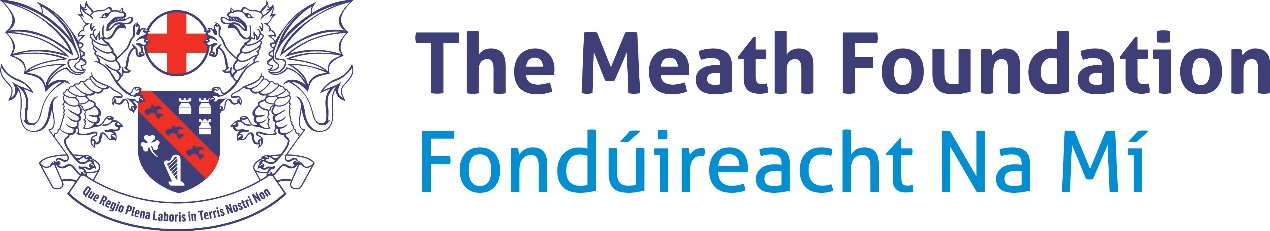 The Meath Foundation
Fondúireacht Na Mí
Que Regio Plena Laboris in Terris Nostri Non